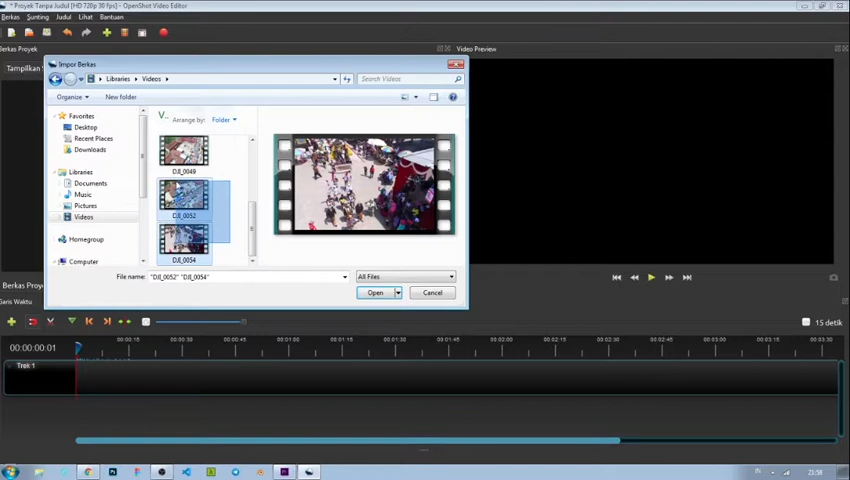 * Proyek Tanpa Judul [HD 720p 30 fps] - OpenShot Video Editor
Berkas Sunting Judul Lihat Bantuan
Berkas Proyek
Video Preview
Tampilkan
Impor Berkas
Libraries Videos
Search Videos
Organize New folder
V...
Arrange by: Folder
Favorites
Desktop
Recent Places
Downloads
Libraries
Documents
Music
Pictures
Videos
Homegroup
Computer
DJI_0049
DJI_0052
DJI_0054
File name: "DJI_0052" "DJI_0054"
All Files
Open Cancel
Berkas Proye
Garis Waktu
15 detik
00:00:00:01
00:00:15 00:00:30 00:00:45 00:01:00 00:01:15 00:01:30 00:01:45 00:02:00 00:02:15 00:02:30 00:02:45 00:03:00 00:03:15 00:03:30
Trek 1
IN
23:58